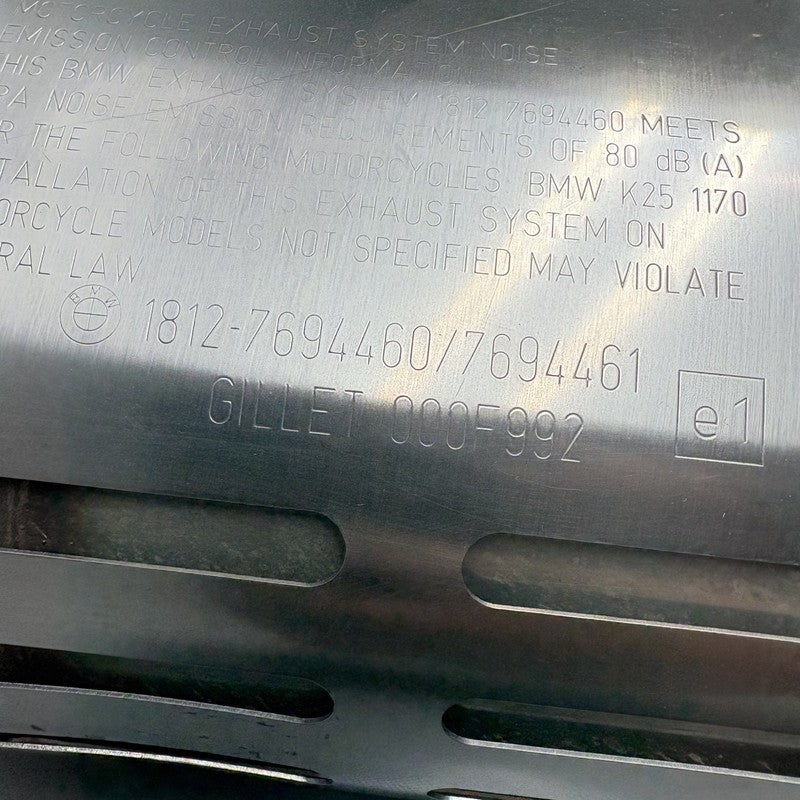 MOTORCYCLE EXHAUST SYSTEM NOISE
EMISSION CONTROL INFORMATION
THIS BMW EXHAUST SYSTEM 1812 7694460 MEETS
PA NOISE EMISSION REQUIREMENTS OF 80 dB (A)
R THE FOLLOWING MOTORCYCLES: BMW K25 1170
TALLATION OF THIS EXHAUST SYSTEM ON
ORCYCLE MODELS NOT SPECIFIED MAY VIOLATE
RAL LAW
BMW 1812-7694460/7694461
GILLET 000F992 e1